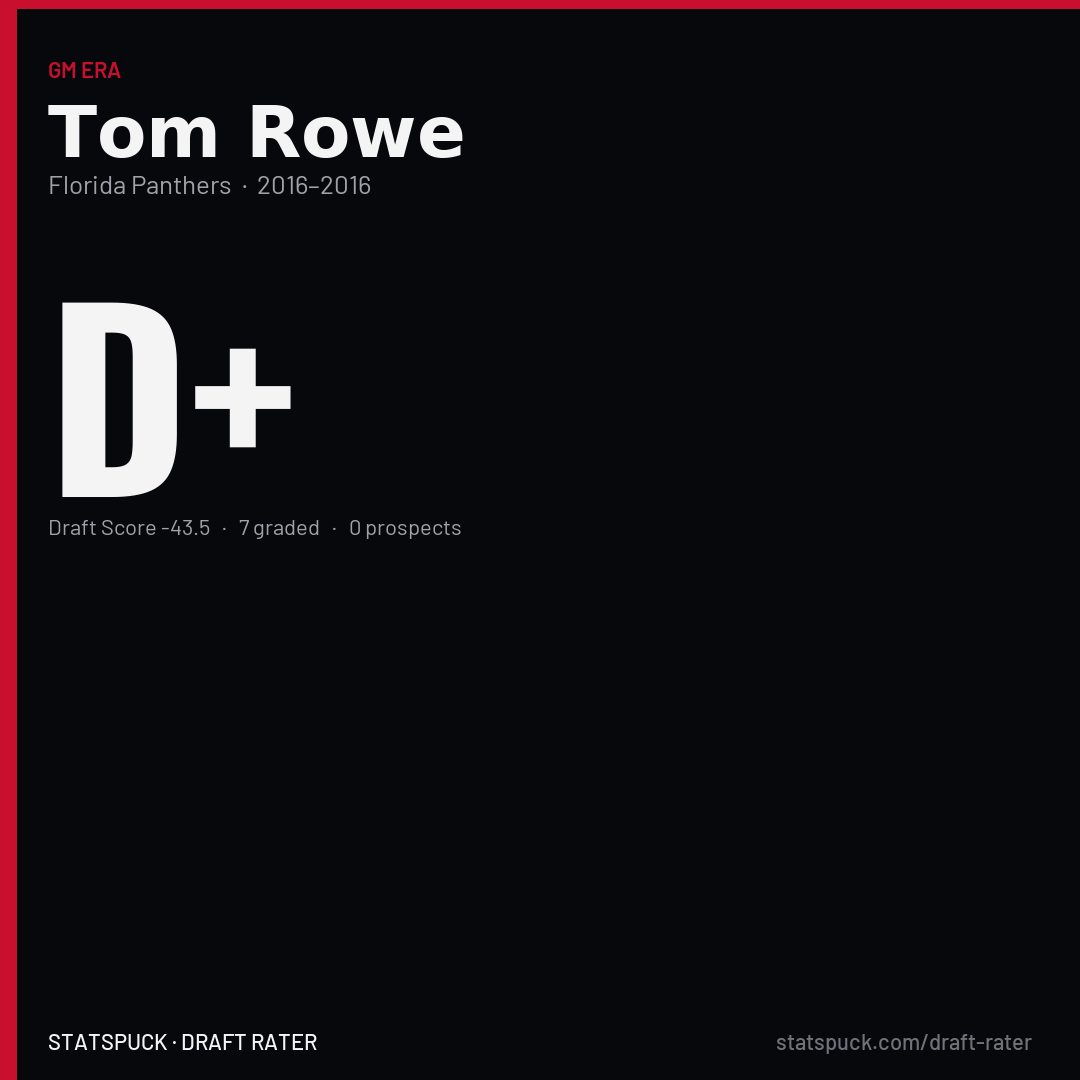 GM ERA
Tom Rowe
Florida Panthers · 2016–2016
D+
Draft Score -43.5 · 7 graded · 0 prospects
STATSPUCK · DRAFT RATER
statspuck.com/draft-rater